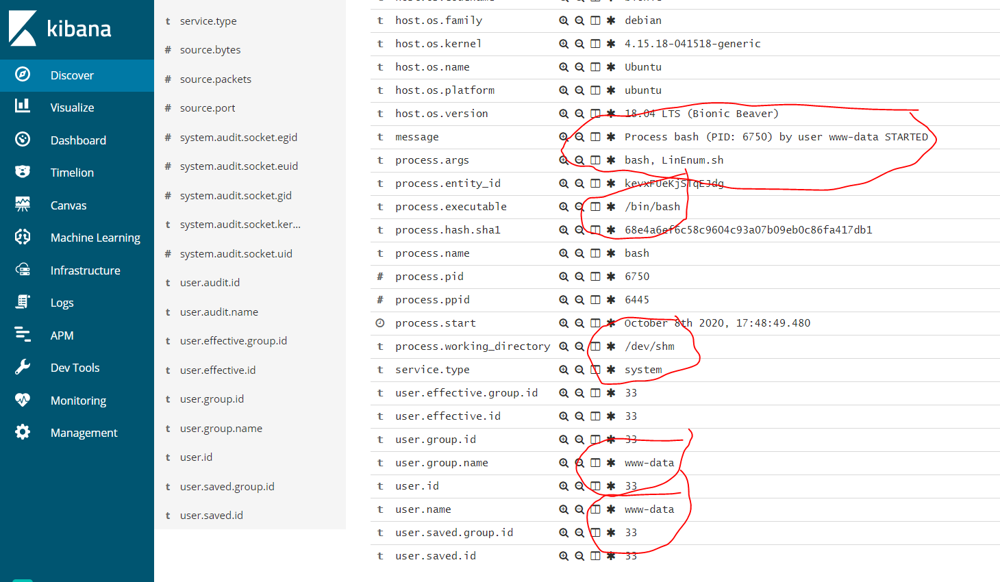 kibana
Discover
Visualize
Dashboard
Timelion
Canvas
Machine Learning
Infrastructure
Logs
APM
Dev Tools
Monitoring
Management
t service.type
# source.bytes
# source.packets
# source.port
# system.audit.socket.egid
# system.audit.socket.euid
# system.audit.socket.gid
t system.audit.socket.ker...
# system.audit.socket.uid
t user.audit.id
t user.audit.name
t user.effective.group.id
t user.effective.id
t user.group.id
t user.group.name
t user.id
t user.saved.group.id
t user.saved.id
t host.os.family debian
t host.os.kernel 4.15.18-041518-generic
t host.os.name Ubuntu
t host.os.platform ubuntu
t host.os.version 18.04 LTS (Bionic Beaver)
t message Process bash (PID: 6750) by user www-data STARTED
t process.args bash, LinEnum.sh
t process.entity_id
t process.executable /bin/bash
t process.hash.sha1 68e4a6ef6c58c9604c93a07b09eb0c86fa417db1
t process.name bash
# process.pid 6750
# process.ppid 6445
process.start October 8th 2020, 17:48:49.480
t process.working_directory /dev/shm
t service.type system
t user.effective.group.id 33
t user.effective.id 33
t user.group.id 33
t user.group.name www-data
t user.id 33
t user.name www-data
t user.saved.group.id 33
t user.saved.id 33